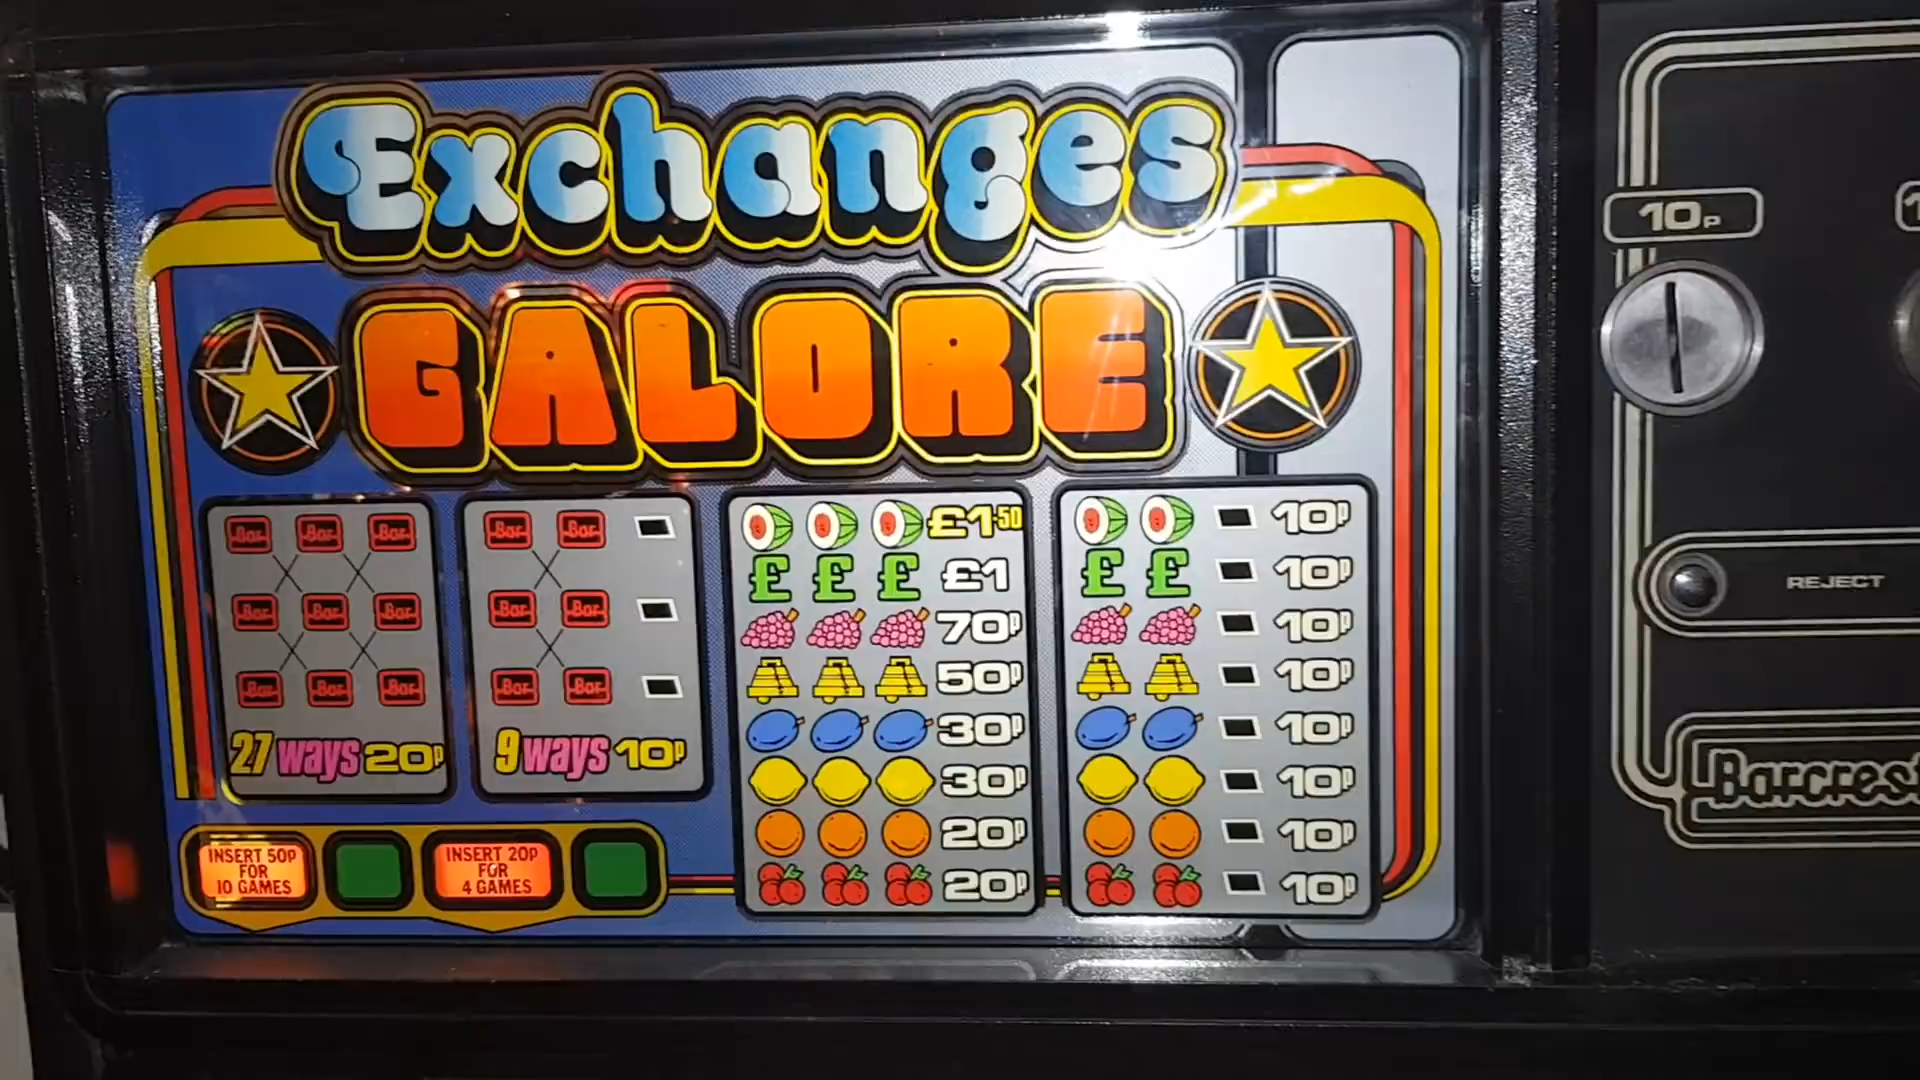 Exchanges
GALORE
Bar Bar Bar
Bar Bar Bar
Bar Bar Bar
27 ways 20p
Bar Bar
Bar Bar
Bar Bar
9 ways 10p
£1.50
£ £ £ £1
70p
50p
30p
30p
20p
20p
10p
£ £ 10p
10p
10p
10p
10p
10p
10p
INSERT 50P
FOR
10 GAMES
INSERT 20P
FOR
4 GAMES
10P
REJECT
Barcrest